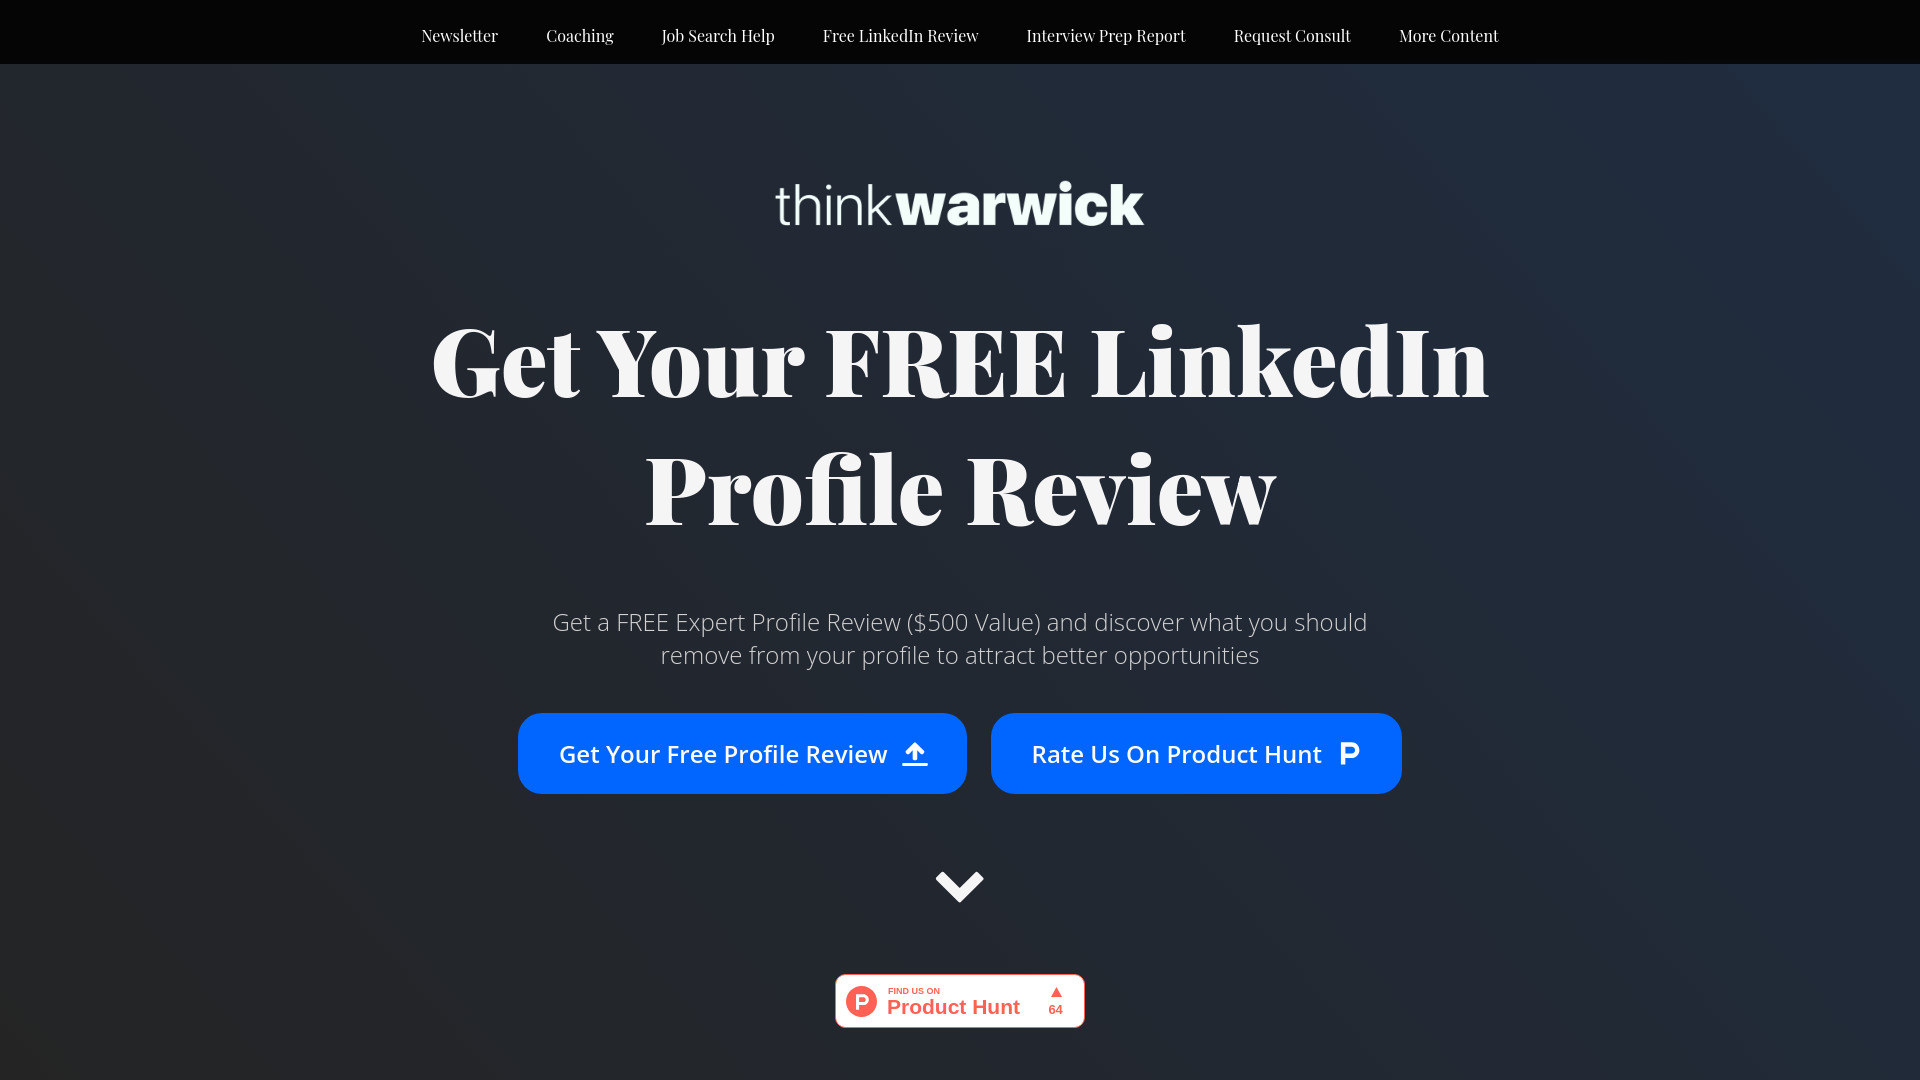 Newsletter Coaching Job Search Help Free LinkedIn Review Interview Prep Report Request Consult More Content
thinkwarwick
Get Your FREE LinkedIn
Profile Review
Get a FREE Expert Profile Review ($500 Value) and discover what you should
remove from your profile to attract better opportunities
Get Your Free Profile Review Rate Us On Product Hunt P
P FIND US ON
Product Hunt 64